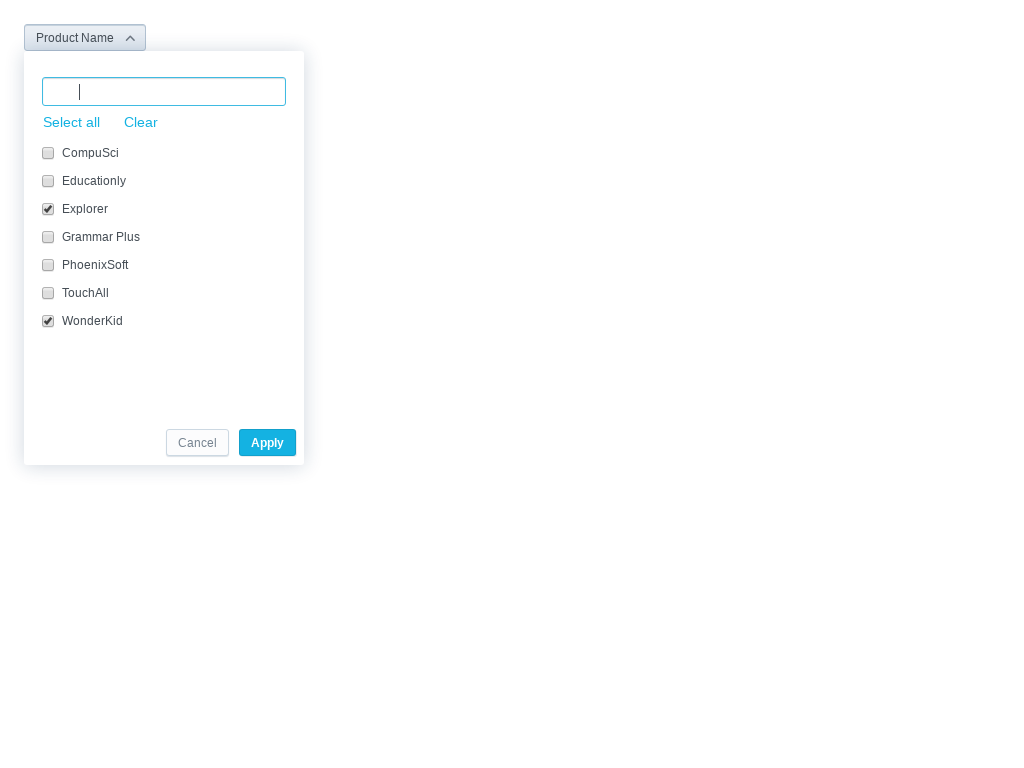 Product Name
Select all Clear
CompuSci
Educationly
Explorer
Grammar Plus
PhoenixSoft
TouchAll
WonderKid
Cancel Apply